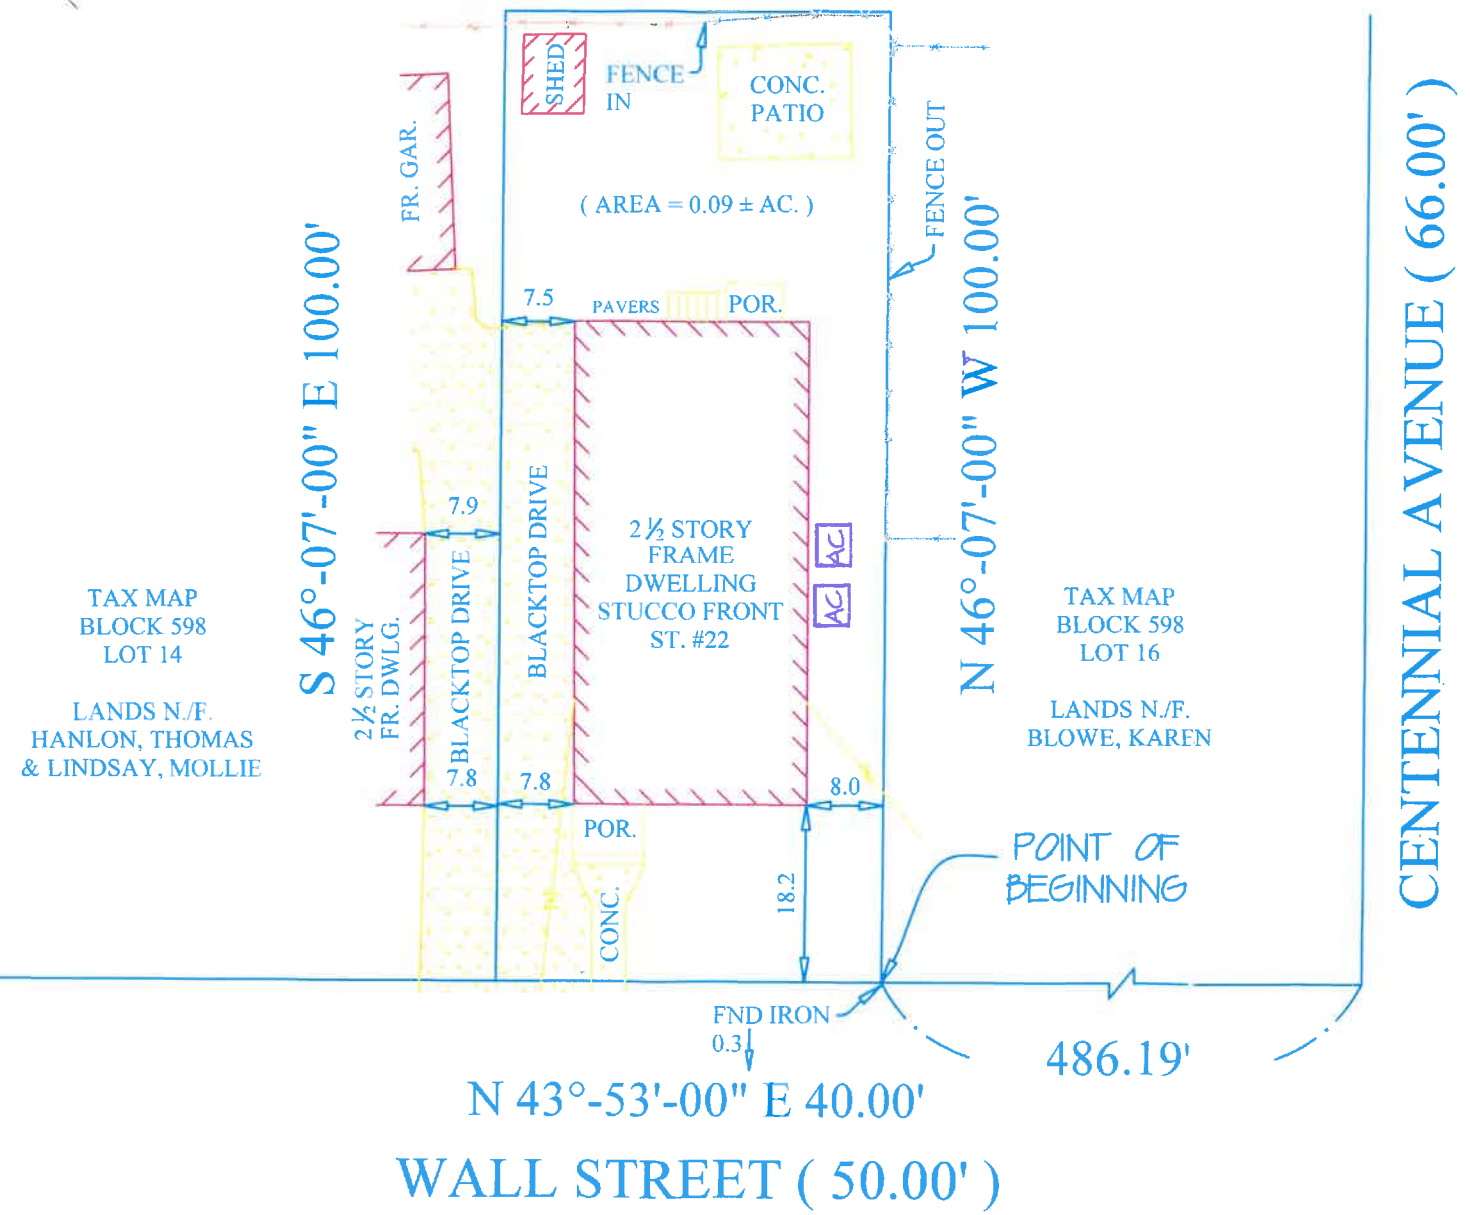 SHED
FENCE
IN
CONC.
PATIO
FR. GAR.
FENCE OUT
( AREA = 0.09 ± AC. )
S 46°-07'-00" E 100.00'
N 46°-07'-00" W 100.00'
CENTENNIAL AVENUE ( 66.00' )
7.5
PAVERS
POR.
7.9
BLACKTOP DRIVE
BLACKTOP DRIVE
2 ½ STORY
FRAME
DWELLING
STUCCO FRONT
ST. #22
AC
AC
TAX MAP
BLOCK 598
LOT 14
LANDS N./F.
HANLON, THOMAS
& LINDSAY, MOLLIE
2 ½ STORY
FR. DWLG.
TAX MAP
BLOCK 598
LOT 16
LANDS N./F.
BLOWE, KAREN
7.8
7.8
8.0
POR.
CONC.
18.2
POINT OF
BEGINNING
FND IRON
0.3
486.19'
N 43°-53'-00" E 40.00'
WALL STREET ( 50.00' )